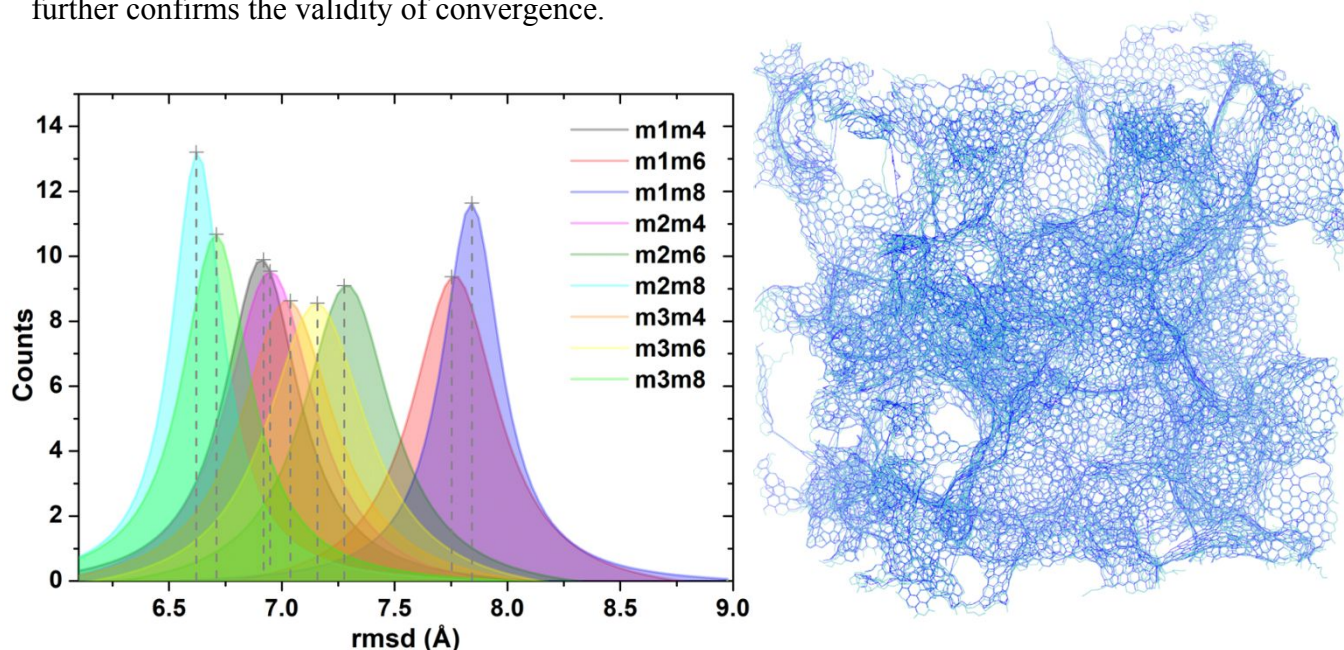 further confirms the validity of convergence.
14
12
10
8
6
4
2
0
Counts
6.5 7.0 7.5 8.0 8.5 9.0
rmsd (Å)
m1m4
m1m6
m1m8
m2m4
m2m6
m2m8
m3m4
m3m6
m3m8